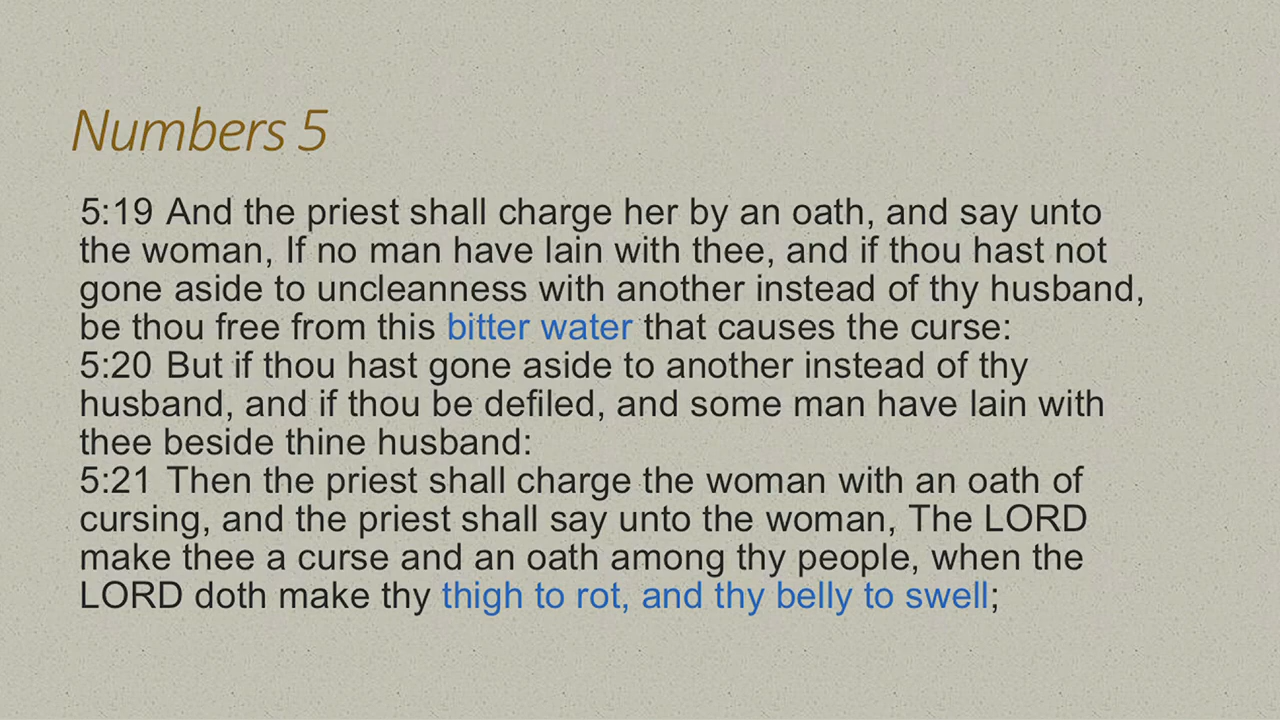 Numbers 5
5:19 And the priest shall charge her by an oath, and say unto
the woman, If no man have lain with thee, and if thou hast not
gone aside to uncleanness with another instead of thy husband,
be thou free from this bitter water that causes the curse:
5:20 But if thou hast gone aside to another instead of thy
husband, and if thou be defiled, and some man have lain with
thee beside thine husband:
5:21 Then the priest shall charge the woman with an oath of
cursing, and the priest shall say unto the woman, The LORD
make thee a curse and an oath among thy people, when the
LORD doth make thy thigh to rot, and thy belly to swell;